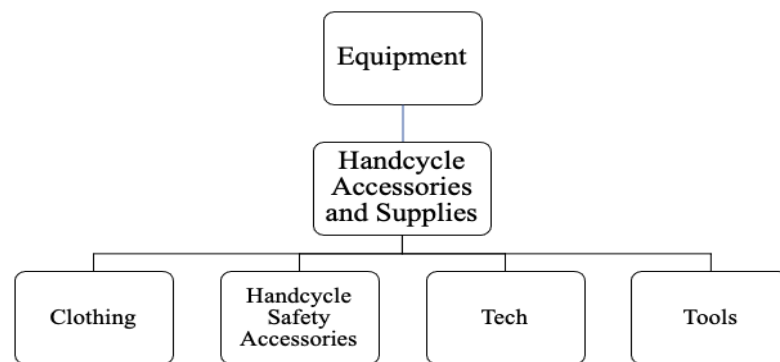 Equipment
Handcycle
Accessories
and Supplies
Clothing
Handcycle
Safety
Accessories
Tech
Tools